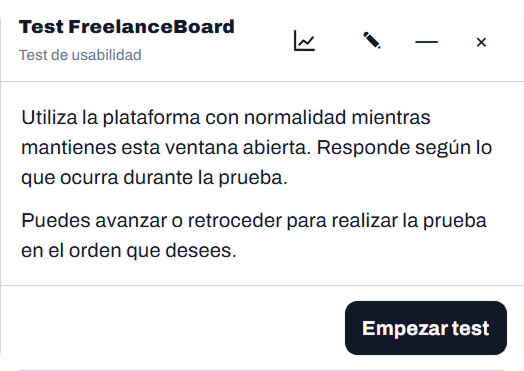 Test FreelanceBoard
Test de usabilidad
Utiliza la plataforma con normalidad mientras
mantienes esta ventana abierta. Responde según lo
que ocurra durante la prueba.
Puedes avanzar o retroceder para realizar la prueba
en el orden que desees.
Empezar test